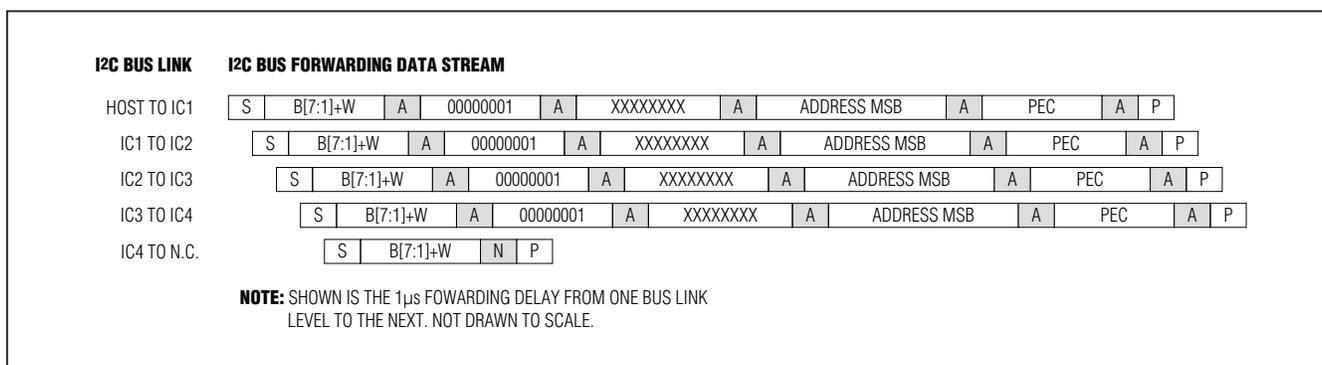 I2C BUS LINK I2C BUS FORWARDING DATA STREAM
HOST TO IC1 S B[7:1]+W A 00000001 A XXXXXXXX A ADDRESS MSB A PEC A P
IC1 TO IC2 S B[7:1]+W A 00000001 A XXXXXXXX A ADDRESS MSB A PEC A P
IC2 TO IC3 S B[7:1]+W A 00000001 A XXXXXXXX A ADDRESS MSB A PEC A P
IC3 TO IC4 S B[7:1]+W A 00000001 A XXXXXXXX A ADDRESS MSB A PEC A P
IC4 TO N.C. S B[7:1]+W N P
NOTE: SHOWN IS THE 1µs FOWARDING DELAY FROM ONE BUS LINK
LEVEL TO THE NEXT. NOT DRAWN TO SCALE.